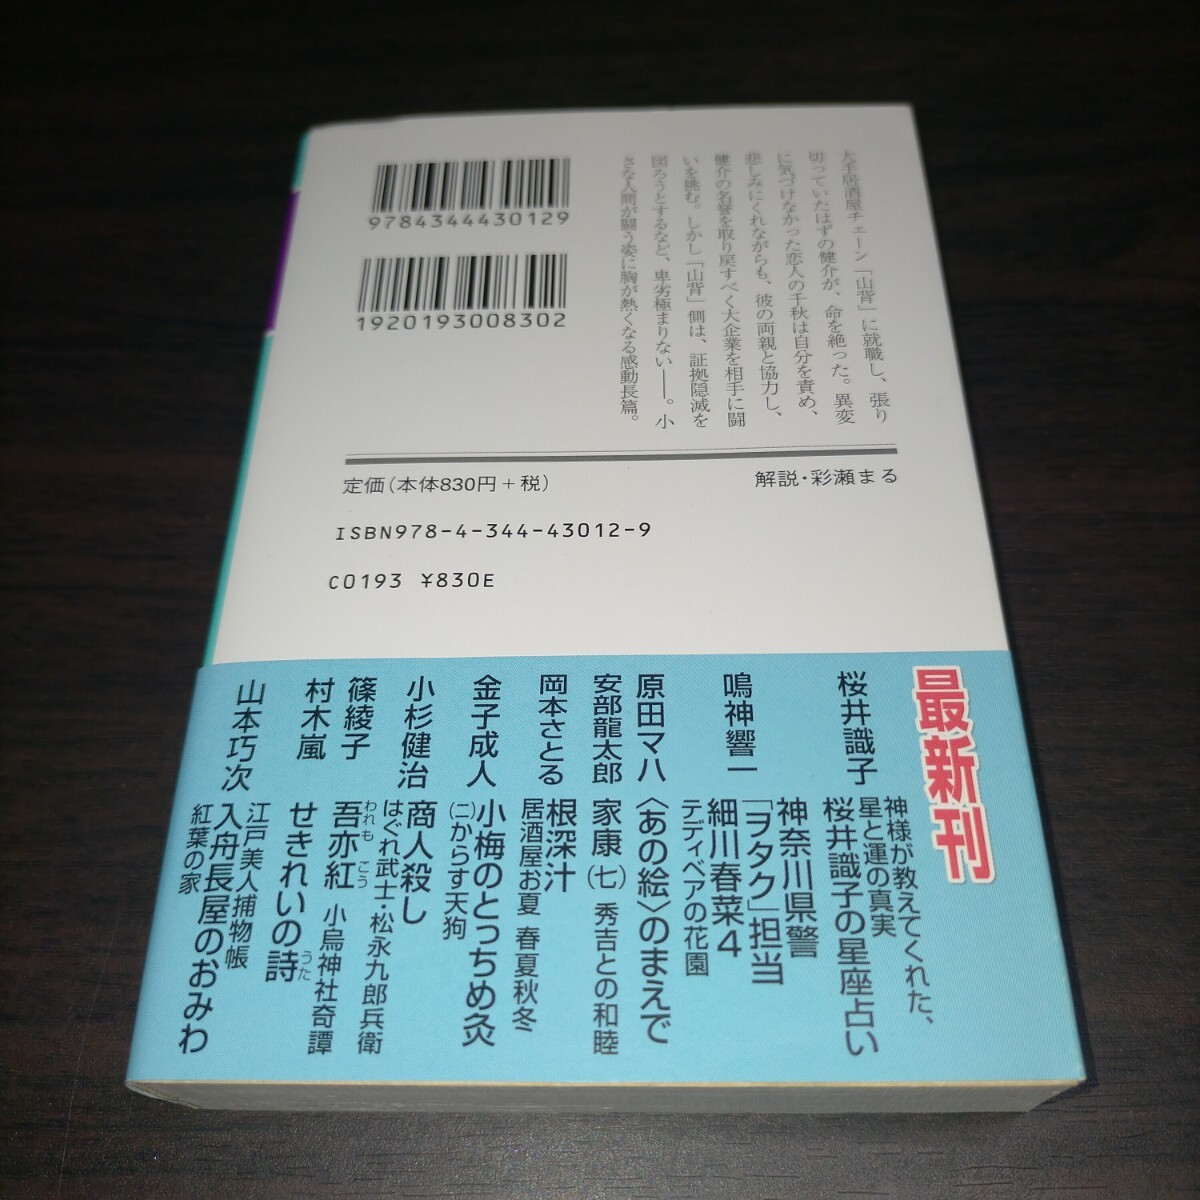 大手居酒屋チェーン「山背」に就職し、張り
切っていたはずの健介が、命を絶った。異変
に気づけなかった恋人の千秋は自分を責め、
悲しみにくれながらも、彼の両親と協力し、
健介の名誉を取り戻すべく大企業を相手に闘
いを挑む。しかし「山背」側は、証拠隠滅を
図ろうとするなど、卑劣極まりない――。小
さな人間が闘う姿に胸が熱くなる感動長篇。
9784344430129
1920193008302
定価(本体830円+税)
解説・彩瀬まる
ISBN978-4-344-43012-9
C0193 ¥830E
最新刊
桜井識子
神様が教えてくれた、
星と運の真実
桜井識子の星座占い
鳴神響一
神奈川県警
「ヲタク」担当
細川春菜4
テディベアの花園
原田マハ
〈あの絵〉のまえで
安部龍太郎
家康(七) 秀吉との和睦
岡本さとる
根深汁
居酒屋お夏 春夏秋冬
金子成人
小梅のとっちめ灸
(二)からす天狗
小杉健治
商人殺し
はぐれ武士・松永九郎兵衛
篠綾子
吾亦紅 小烏神社奇譚
われも こう
村木嵐
せきれいの詩
うた
山本巧次
江戸美人捕物帳
入舟長屋のおみわ
紅葉の家